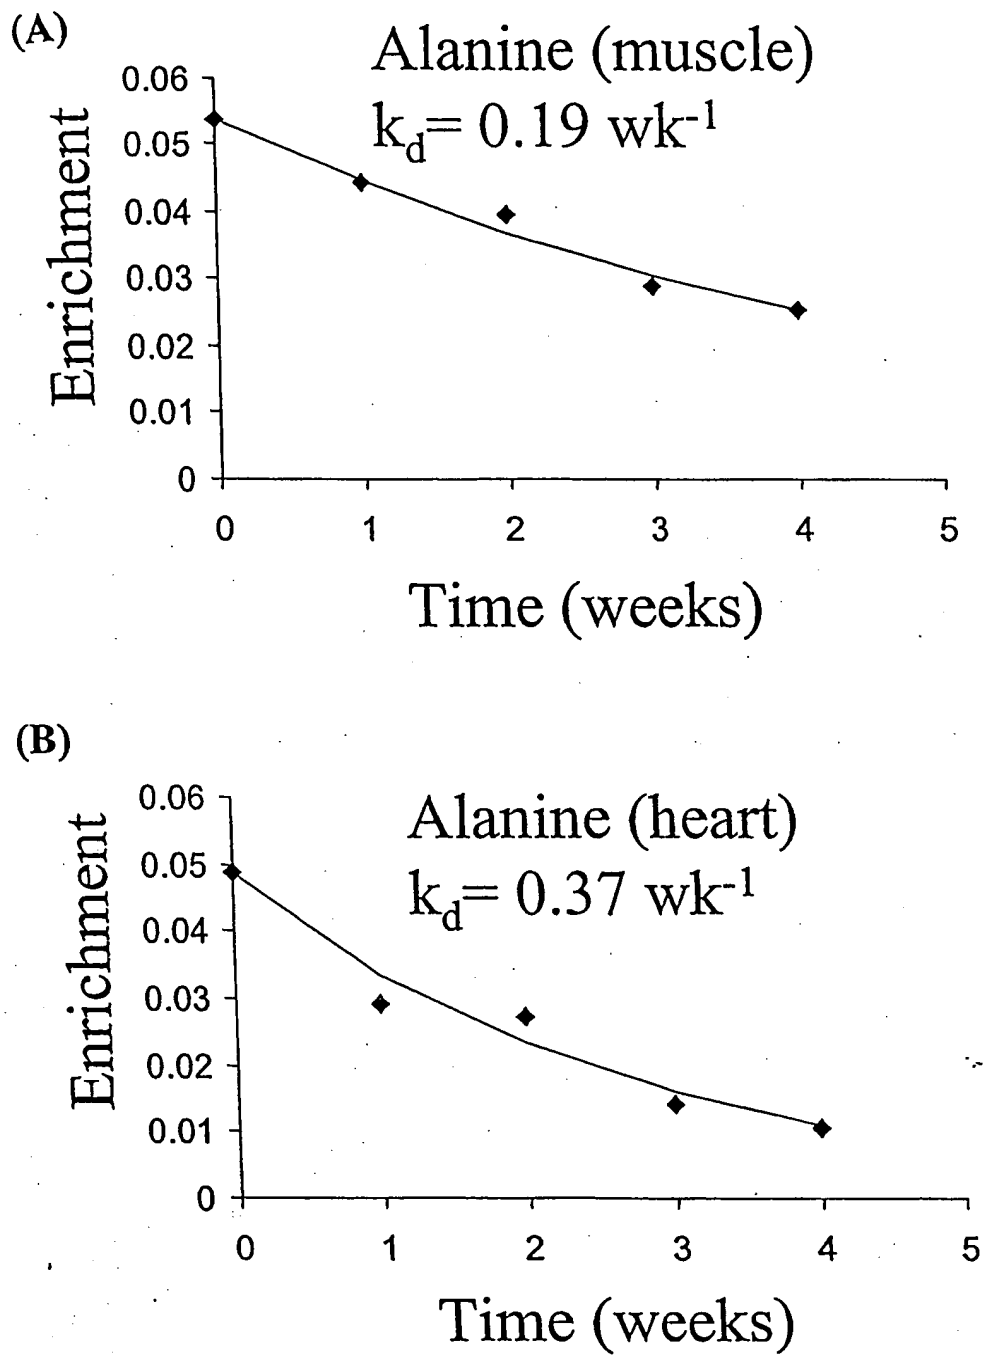 (A)
Alanine (muscle)
k_d= 0.19 wk^-1
Enrichment
0.06
0.05
0.04
0.03
0.02
0.01
0
0 1 2 3 4 5
Time (weeks)
(B)
Alanine (heart)
k_d= 0.37 wk^-1
Enrichment
0.06
0.05
0.04
0.03
0.02
0.01
0
0 1 2 3 4 5
Time (weeks)